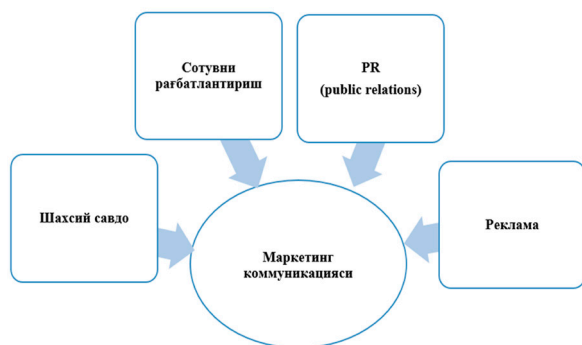 Сотувни
рағбатлантириш
PR
(public relations)
Шахсий савдо
Реклама
Маркетинг
коммуникацияси